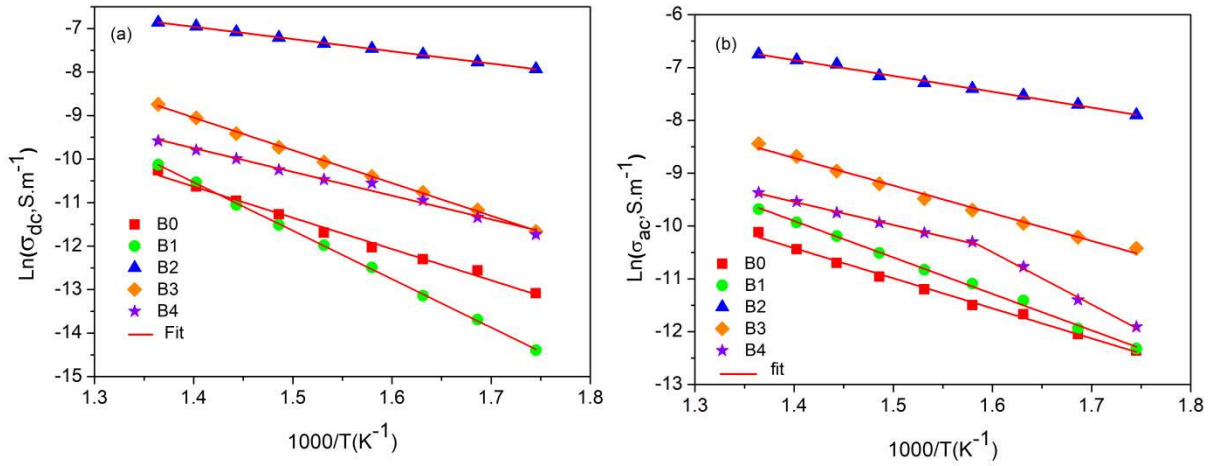 (a)
Ln(σdc,S.m-1)
-7
-8
-9
-10
-11
-12
-13
-14
-15
B0
B1
B2
B3
B4
Fit
1.3 1.4 1.5 1.6 1.7 1.8
1000/T(K-1)
(b)
Ln(σac,S.m-1)
-6
-7
-8
-9
-10
-11
-12
-13
B0
B1
B2
B3
B4
fit
1.3 1.4 1.5 1.6 1.7 1.8
1000/T(K-1)